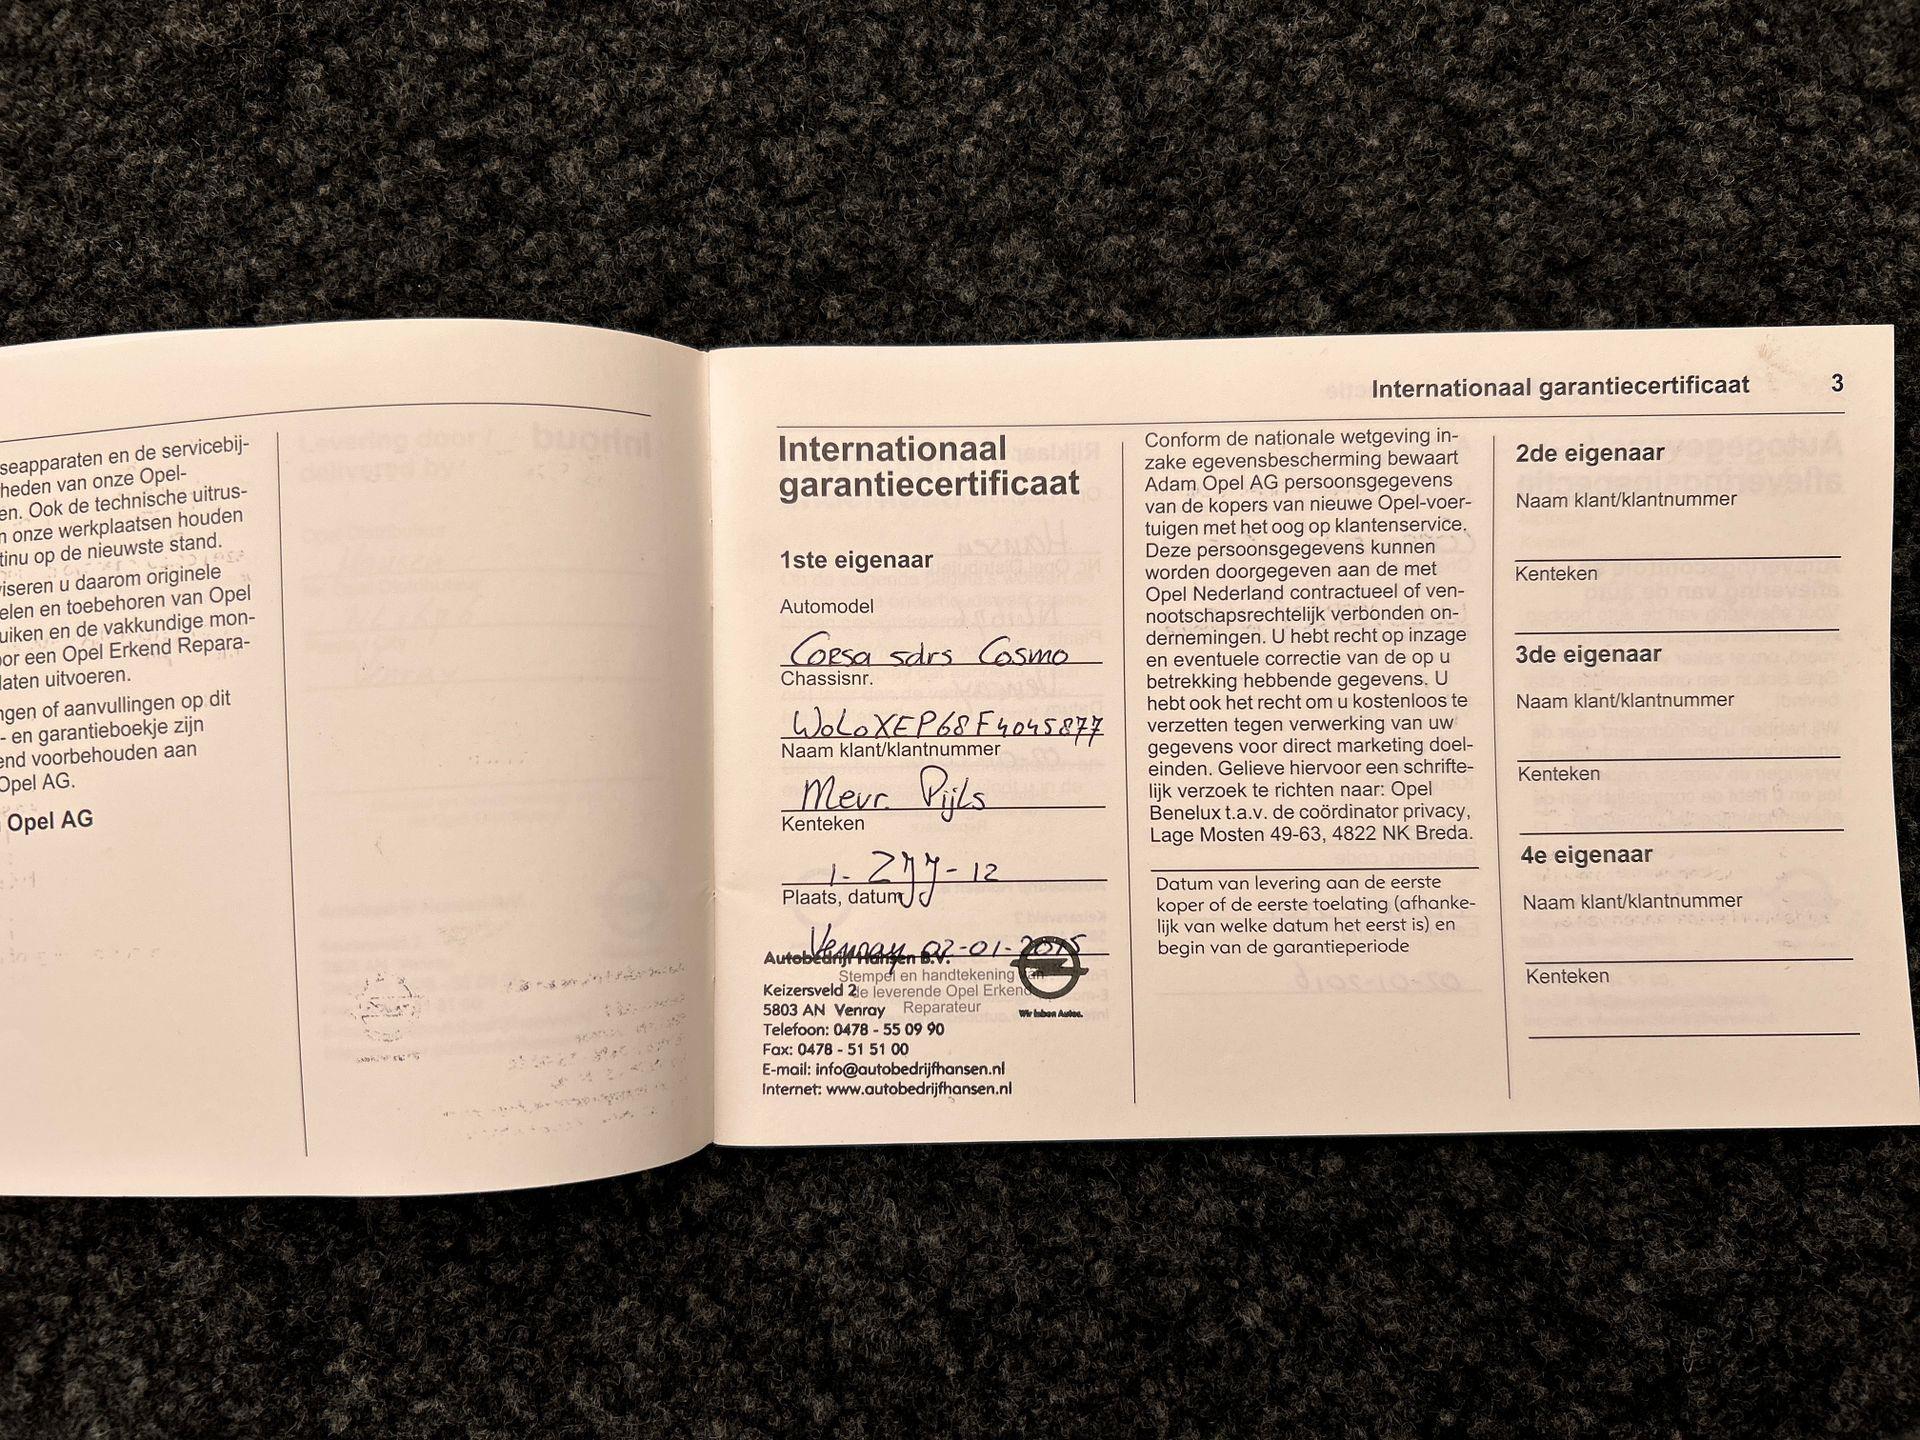 seapparaten en de servicebij-
heden van onze Opel-
en. Ook de technische uitrus-
n onze werkplaatsen houden
tinu op de nieuwste stand.
viseren u daarom originele
elen en toebehoren van Opel
uiken en de vakkundige mon-
oor een Opel Erkend Repara-
laten uitvoeren.
ngen of aanvullingen op dit
- en garantieboekje zijn
end voorbehouden aan
Opel AG.
Opel AG
Internationaal garantiecertificaat 3
Internationaal
garantiecertificaat
1ste eigenaar
Automodel
Corsa 5drs Cosmo
Chassisnr.
W0L0XEP68F4045877
Naam klant/klantnummer
Mevr. Pijls
Kenteken
1-ZJJ-12
Plaats, datum
Venray 02-01-2015
Autobedrijf Hansen B.V.
Stempel en handtekening van
de leverende Opel Erkend
Reparateur
Keizersveld 2
5803 AN Venray
Wir leben Autos.
Telefoon: 0478 - 55 09 90
Fax: 0478 - 51 51 00
E-mail: info@autobedrijfhansen.nl
Internet: www.autobedrijfhansen.nl
Conform de nationale wetgeving in-
zake egevensbescherming bewaart
Adam Opel AG persoonsgegevens
van de kopers van nieuwe Opel-voer-
tuigen met het oog op klantenservice.
Deze persoonsgegevens kunnen
worden doorgegeven aan de met
Opel Nederland contractueel of ven-
nootschapsrechtelijk verbonden on-
dernemingen. U hebt recht op inzage
en eventuele correctie van de op u
betrekking hebbende gegevens. U
hebt ook het recht om u kostenloos te
verzetten tegen verwerking van uw
gegevens voor direct marketing doel-
einden. Gelieve hiervoor een schrifte-
lijk verzoek te richten naar: Opel
Benelux t.a.v. de coördinator privacy,
Lage Mosten 49-63, 4822 NK Breda.
Datum van levering aan de eerste
koper of de eerste toelating (afhanke-
lijk van welke datum het eerst is) en
begin van de garantieperiode
2de eigenaar
Naam klant/klantnummer
Kenteken
3de eigenaar
Naam klant/klantnummer
Kenteken
4e eigenaar
Naam klant/klantnummer
Kenteken